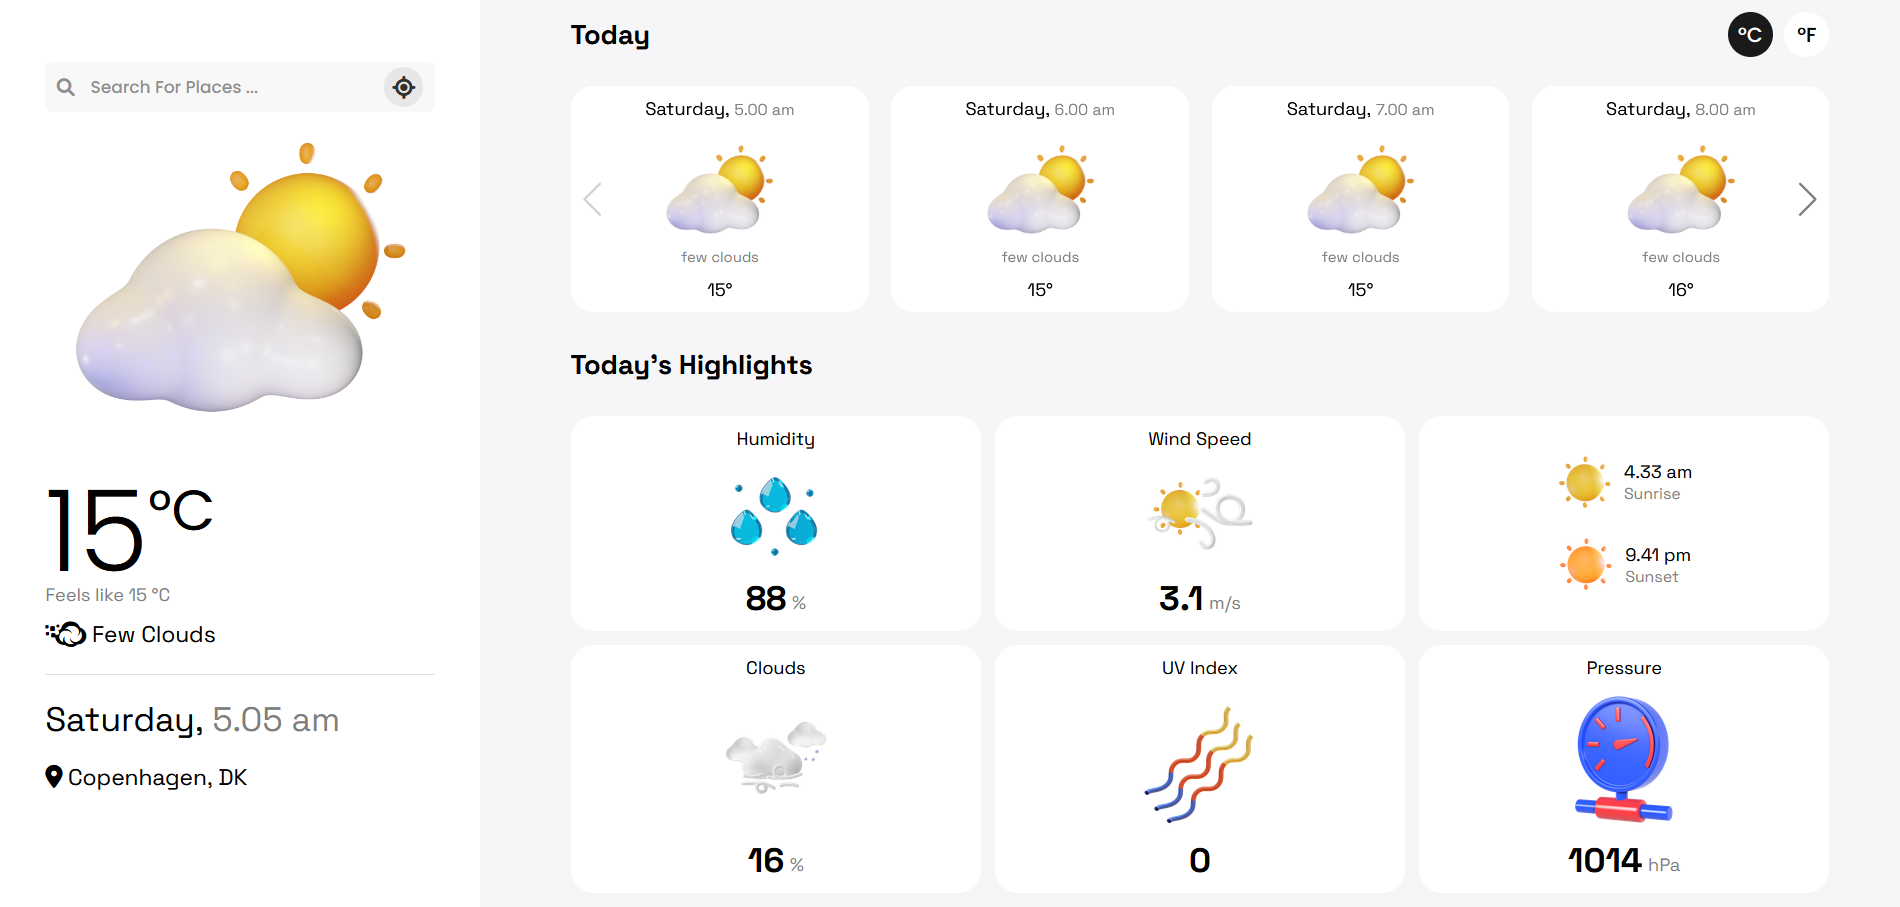 Search For Places ...
15°C
Feels like 15 °C
Few Clouds
Saturday, 5.05 am
Copenhagen, DK
Today
°C
°F
Saturday, 5.00 am
few clouds
15°
Saturday, 6.00 am
few clouds
15°
Saturday, 7.00 am
few clouds
15°
Saturday, 8.00 am
few clouds
16°
Today's Highlights
Humidity
88 %
Wind Speed
3.1 m/s
4.33 am
Sunrise
9.41 pm
Sunset
Clouds
16 %
UV Index
0
Pressure
1014 hPa